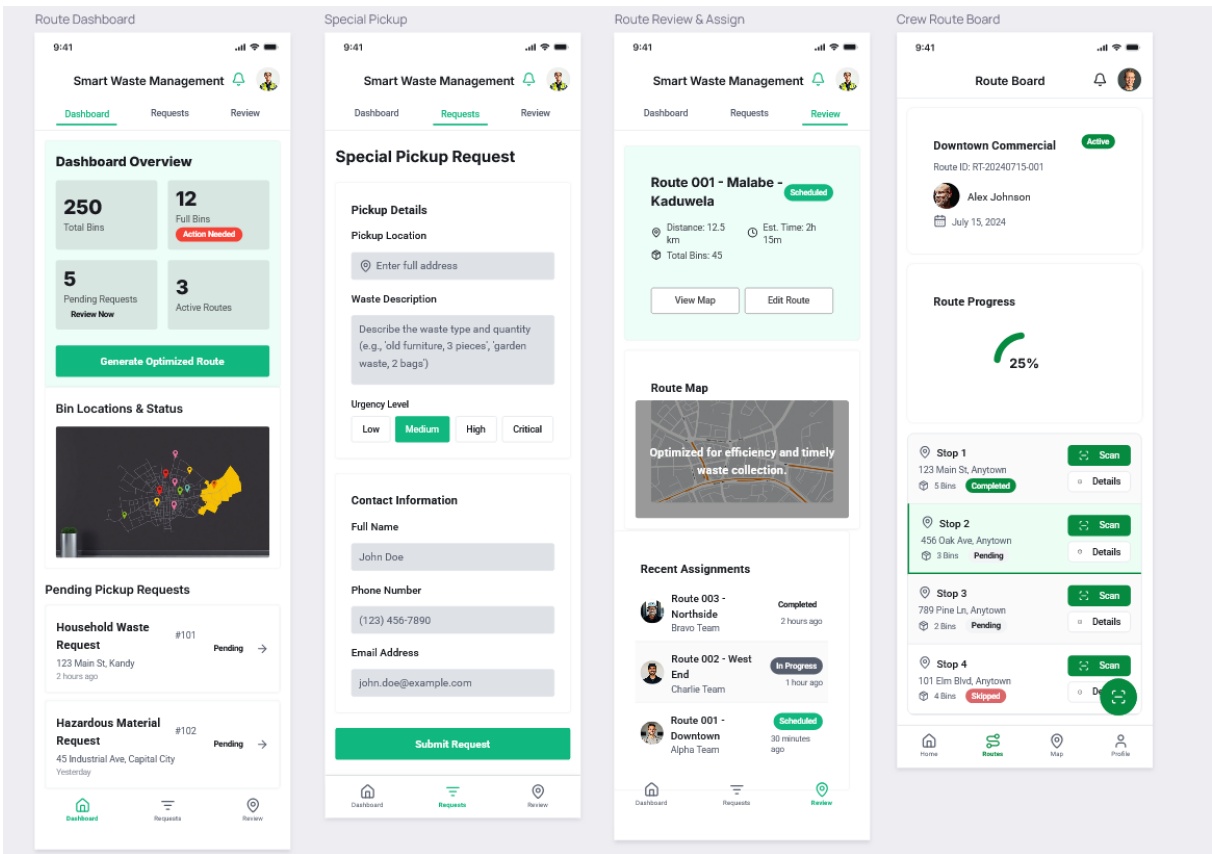 Route Dashboard
9:41
Smart Waste Management
Dashboard
Requests
Review
Dashboard Overview
250
Total Bins
12
Full Bins
Action Needed
5
Pending Requests
Review Now
3
Active Routes
Generate Optimized Route
Bin Locations & Status
Pending Pickup Requests
Household Waste
Request
#101
Pending
123 Main St, Kandy
2 hours ago
Hazardous Material
Request
#102
Pending
45 Industrial Ave, Capital City
Yesterday
Dashboard
Requests
Review
Special Pickup
9:41
Smart Waste Management
Dashboard
Requests
Review
Special Pickup Request
Pickup Details
Pickup Location
Enter full address
Waste Description
Describe the waste type and quantity
(e.g., 'old furniture, 3 pieces', 'garden
waste, 2 bags')
Urgency Level
Low
Medium
High
Critical
Contact Information
Full Name
John Doe
Phone Number
(123) 456-7890
Email Address
john.doe@example.com
Submit Request
Dashboard
Requests
Review
Route Review & Assign
9:41
Smart Waste Management
Dashboard
Requests
Review
Route 001 - Malabe -
Kaduwela
Scheduled
Distance: 12.5
km
Est. Time: 2h
15m
Total Bins: 45
View Map
Edit Route
Route Map
Optimized for efficiency and timely
waste collection.
Recent Assignments
Route 003 -
Northside
Bravo Team
Completed
2 hours ago
Route 002 - West
End
Charlie Team
In Progress
1 hour ago
Route 001 -
Downtown
Alpha Team
Scheduled
30 minutes
ago
Dashboard
Requests
Review
Crew Route Board
9:41
Route Board
Downtown Commercial
Active
Route ID: RT-20240715-001
Alex Johnson
July 15, 2024
Route Progress
25%
Stop 1
123 Main St, Anytown
5 Bins
Completed
Scan
Details
Stop 2
456 Oak Ave, Anytown
3 Bins
Pending
Scan
Details
Stop 3
789 Pine Ln, Anytown
2 Bins
Pending
Scan
Details
Stop 4
101 Elm Blvd, Anytown
4 Bins
Skipped
Scan
Home
Routes
Map
Profile